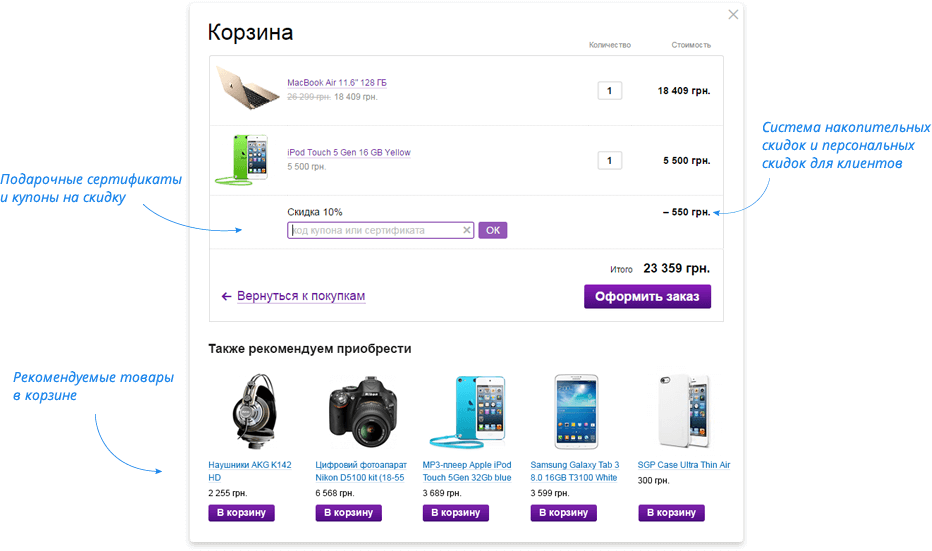 Корзина
Количество
Стоимость
MacBook Air 11.6" 128 ГБ
26 299 грн. 18 409 грн.
1
18 409 грн.
iPod Touch 5 Gen 16 GB Yellow
5 500 грн.
1
5 500 грн.
Система накопительных
скидок и персональных
скидок для клиентов
Подарочные сертификаты
и купоны на скидку
Скидка 10%
– 550 грн.
код купона или сертификата
ОК
Итого 23 359 грн.
Вернуться к покупкам
Оформить заказ
Также рекомендуем приобрести
Рекомендуемые товары
в корзине
Наушники AKG K142
HD
2 255 грн.
В корзину
Цифровий фотоапарат
Nikon D5100 kit (18-55
6 568 грн.
В корзину
MP3-плеер Apple iPod
Touch 5Gen 32Gb blue
3 689 грн.
В корзину
Samsung Galaxy Tab 3
8.0 16GB T3100 White
3 599 грн.
В корзину
SGP Case Ultra Thin Air
300 грн.
В корзину